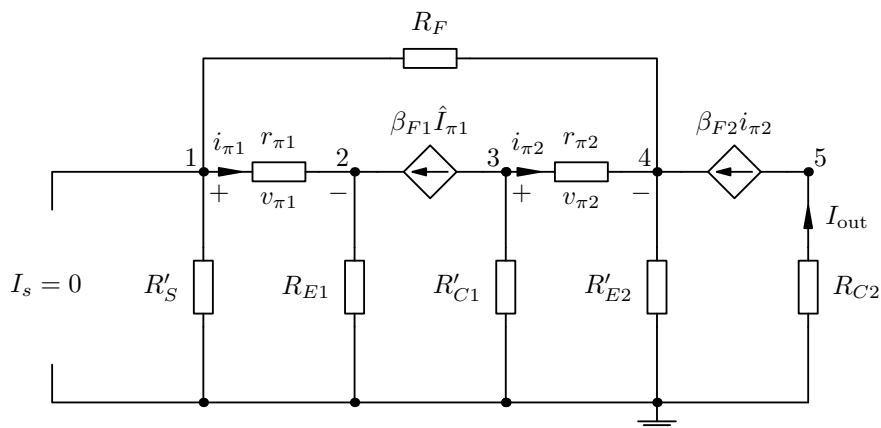 R_F
i_{π1} r_{π1} β_{F1}Î_{π1} i_{π2} r_{π2} β_{F2}i_{π2}
1 2 3 4 5
+ v_{π1} − + v_{π2} −
I_out
I_s = 0 R'_S R_{E1} R'_{C1} R'_{E2} R_{C2}